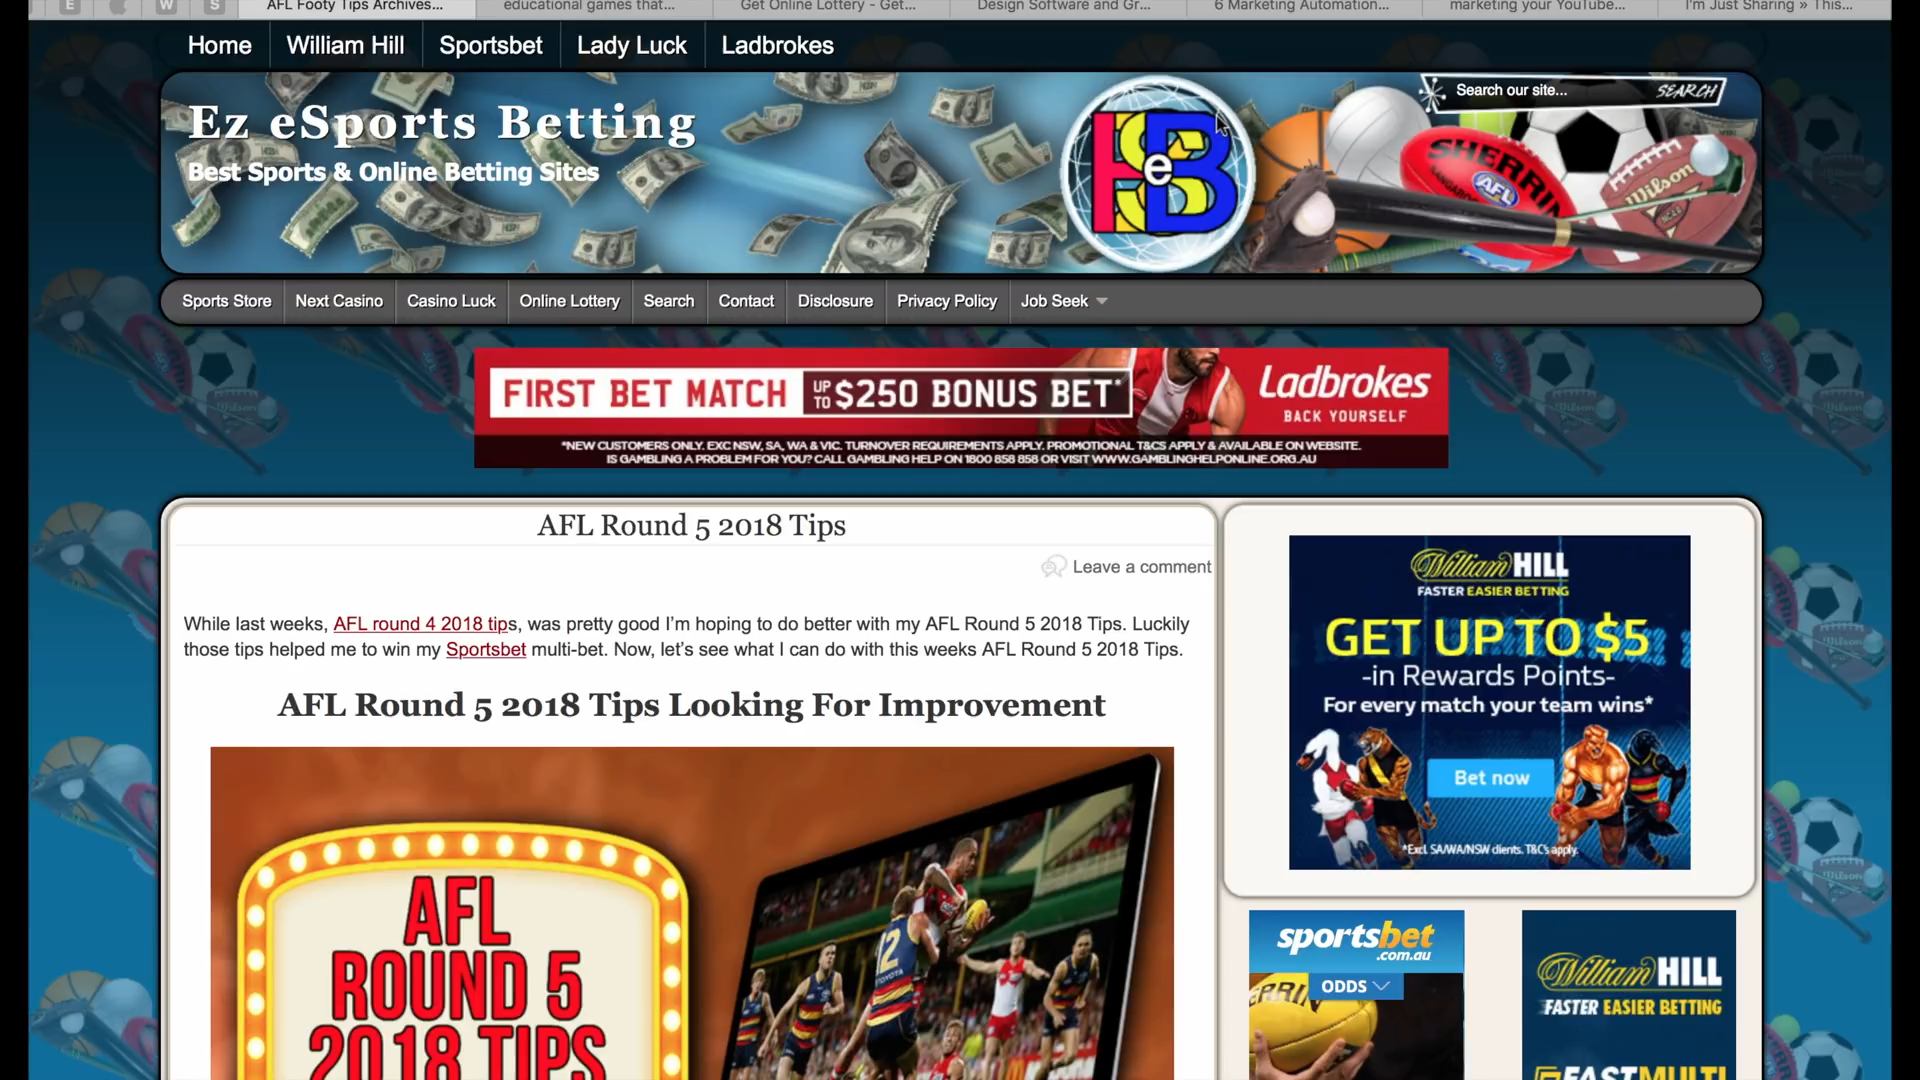 E W S AFL Footy Tips Archives... educational games that... Get Online Lottery - Get... Design Software and Gr... 6 Marketing Automation... marketing your YouTube... I'm Just Sharing » This...
Home William Hill Sportsbet Lady Luck Ladbrokes
Ez eSports Betting
Best Sports & Online Betting Sites
Search our site... SEARCH
SHERRIN
AFL
Wilson
Sports Store Next Casino Casino Luck Online Lottery Search Contact Disclosure Privacy Policy Job Seek
FIRST BET MATCH UP TO $250 BONUS BET*
Ladbrokes
BACK YOURSELF
*NEW CUSTOMERS ONLY. EXC NSW, SA, WA & VIC. TURNOVER REQUIREMENTS APPLY. PROMOTIONAL T&CS APPLY & AVAILABLE ON WEBSITE.
IS GAMBLING A PROBLEM FOR YOU? CALL GAMBLING HELP ON 1800 858 858 OR VISIT WWW.GAMBLINGHELPONLINE.ORG.AU
AFL Round 5 2018 Tips
Leave a comment
While last weeks, AFL round 4 2018 tips, was pretty good I'm hoping to do better with my AFL Round 5 2018 Tips. Luckily
those tips helped me to win my Sportsbet multi-bet. Now, let's see what I can do with this weeks AFL Round 5 2018 Tips.
AFL Round 5 2018 Tips Looking For Improvement
AFL
ROUND 5
2018 TIPS
12
TOYOTA
William HILL
FASTER EASIER BETTING
GET UP TO $5
-in Rewards Points-
For every match your team wins*
Bet now
*Excl. SA/WA/NSW clients. T&C's apply.
sportsbet
.com.au
ODDS
William HILL
FASTER EASIER BETTING
FASTMULTI